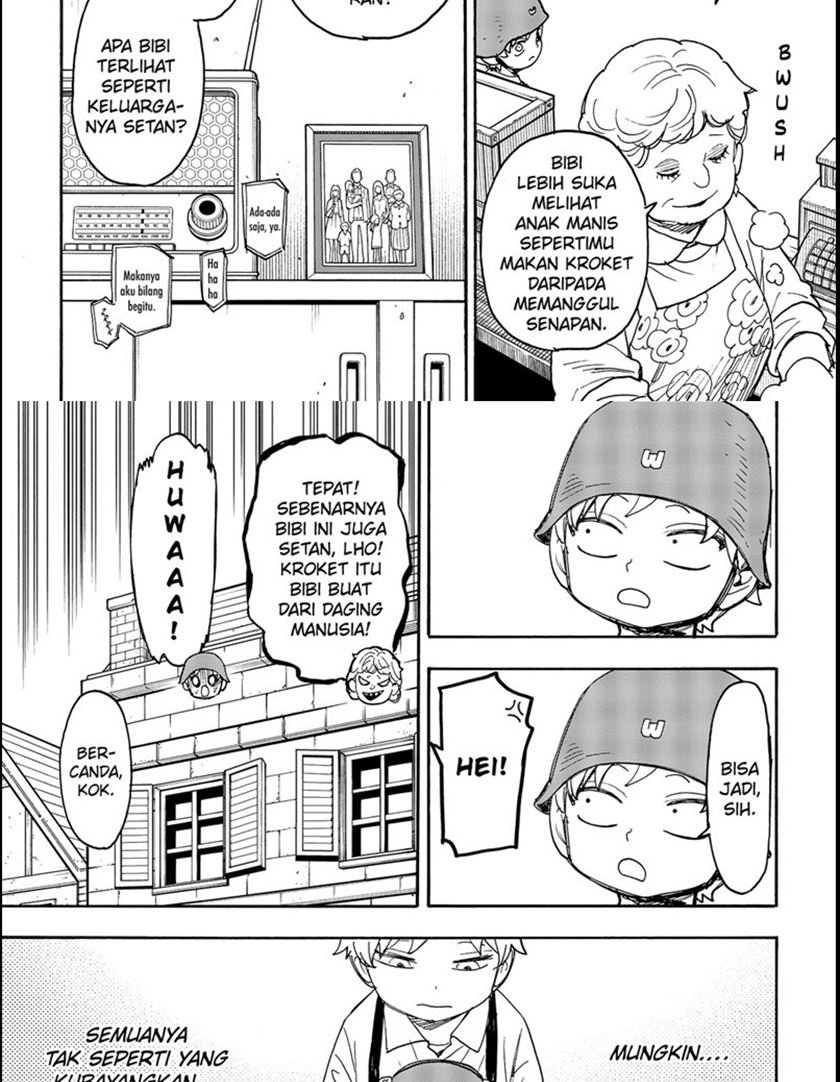 BWUSH
BIBI
LEBIH SUKA
MELIHAT
ANAK MANIS
SEPERTIMU
MAKAN KROKET
DARIPADA
MEMANGGUL
SENAPAN.
APA BIBI
TERLIHAT
SEPERTI
KELUARGA-
NYA SETAN?
Ada-ada
saja, ya.
Ha
ha
ha
Makanya
aku bilang
begitu.
W
W
BISA
JADI,
SIH.
HEI!
TEPAT!
SEBENARNYA
BIBI INI JUGA
SETAN, LHO!
KROKET ITU
BIBI BUAT
DARI DAGING
MANUSIA!
HUWAAA!
BER-
CANDA,
KOK.
MUNGKIN....
SEMUANYA
TAK SEPERTI YANG
KUBAYANGKAN